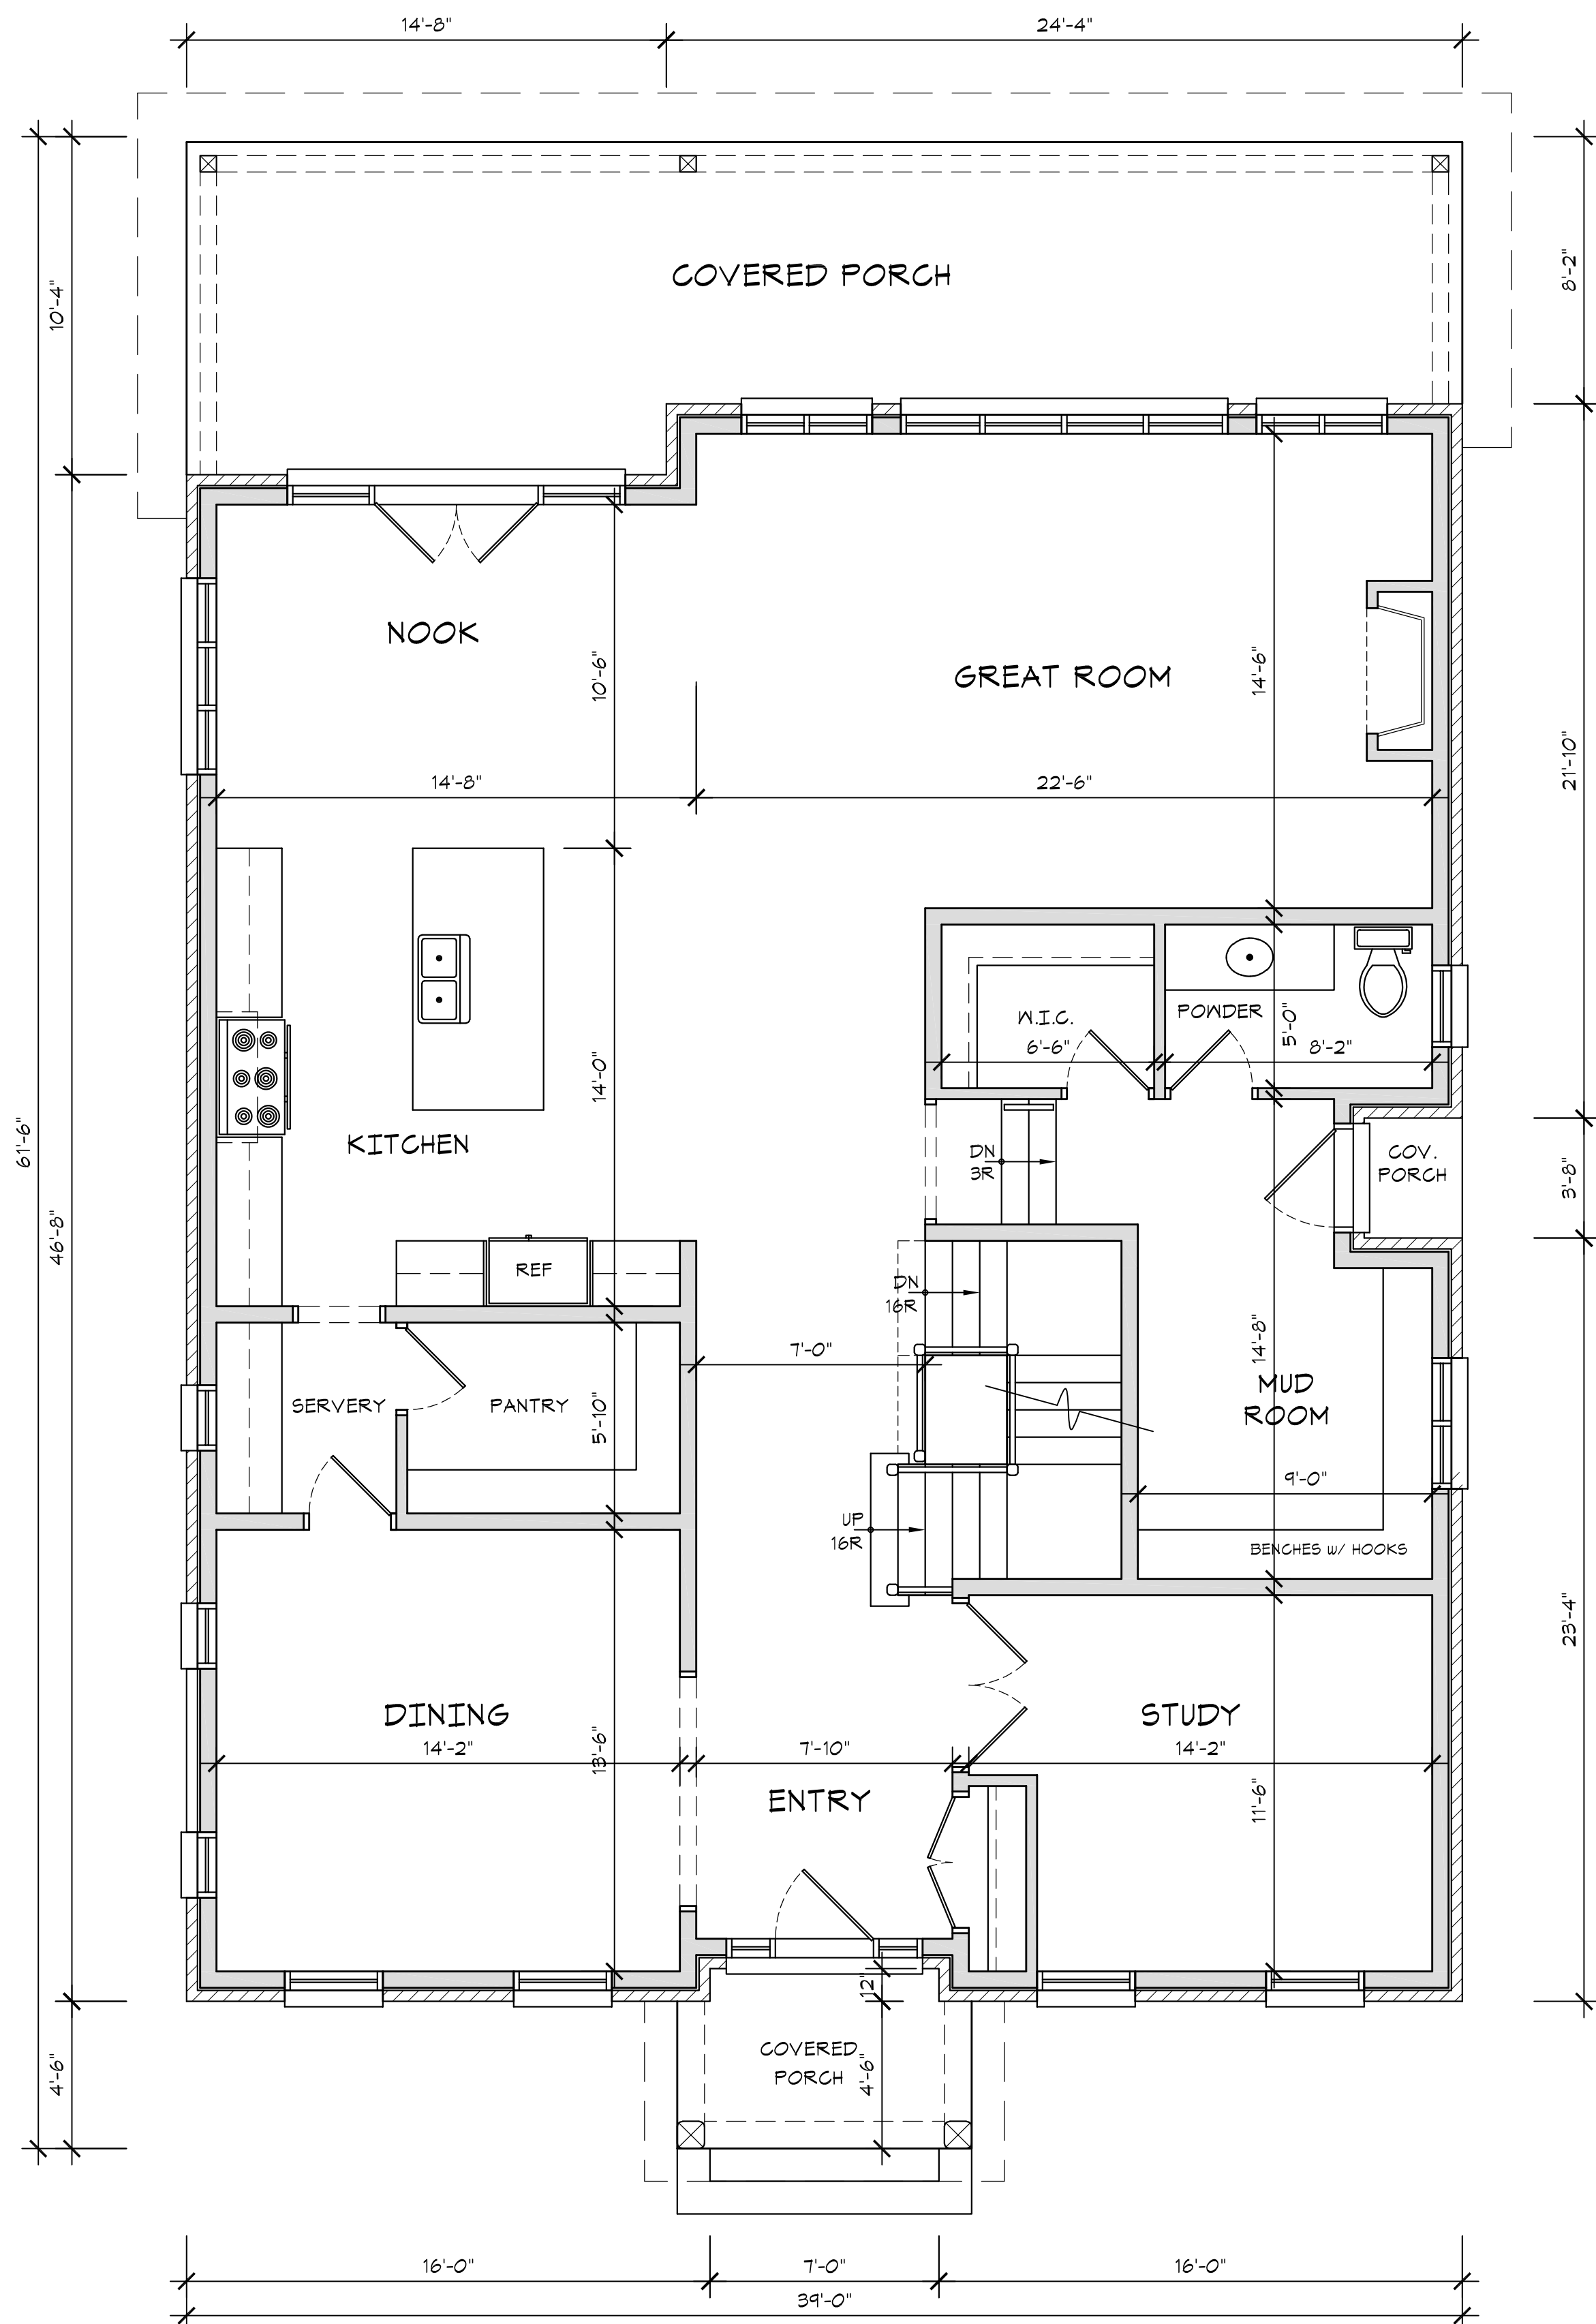 14'-8" 24'-4"
COVERED PORCH
10'-4"
8'-2"
NOOK
10'-6"
GREAT ROOM
14'-6"
21'-10"
14'-8" 22'-6"
61'-6"
46'-8"
14'-0"
KITCHEN
REF
W.I.C.
6'-6"
POWDER
5'-0"
8'-2"
DN
3R
COV.
PORCH
3'-8"
DN
16R
7'-0"
SERVERY
PANTRY
5'-10"
14'-8"
MUD
ROOM
9'-0"
UP
16R
BENCHES w/ HOOKS
23'-4"
DINING
14'-2"
13'-6"
7'-10"
ENTRY
STUDY
14'-2"
11'-6"
12"
COVERED
PORCH
4'-6"
4'-6"
16'-0" 7'-0" 16'-0"
39'-0"